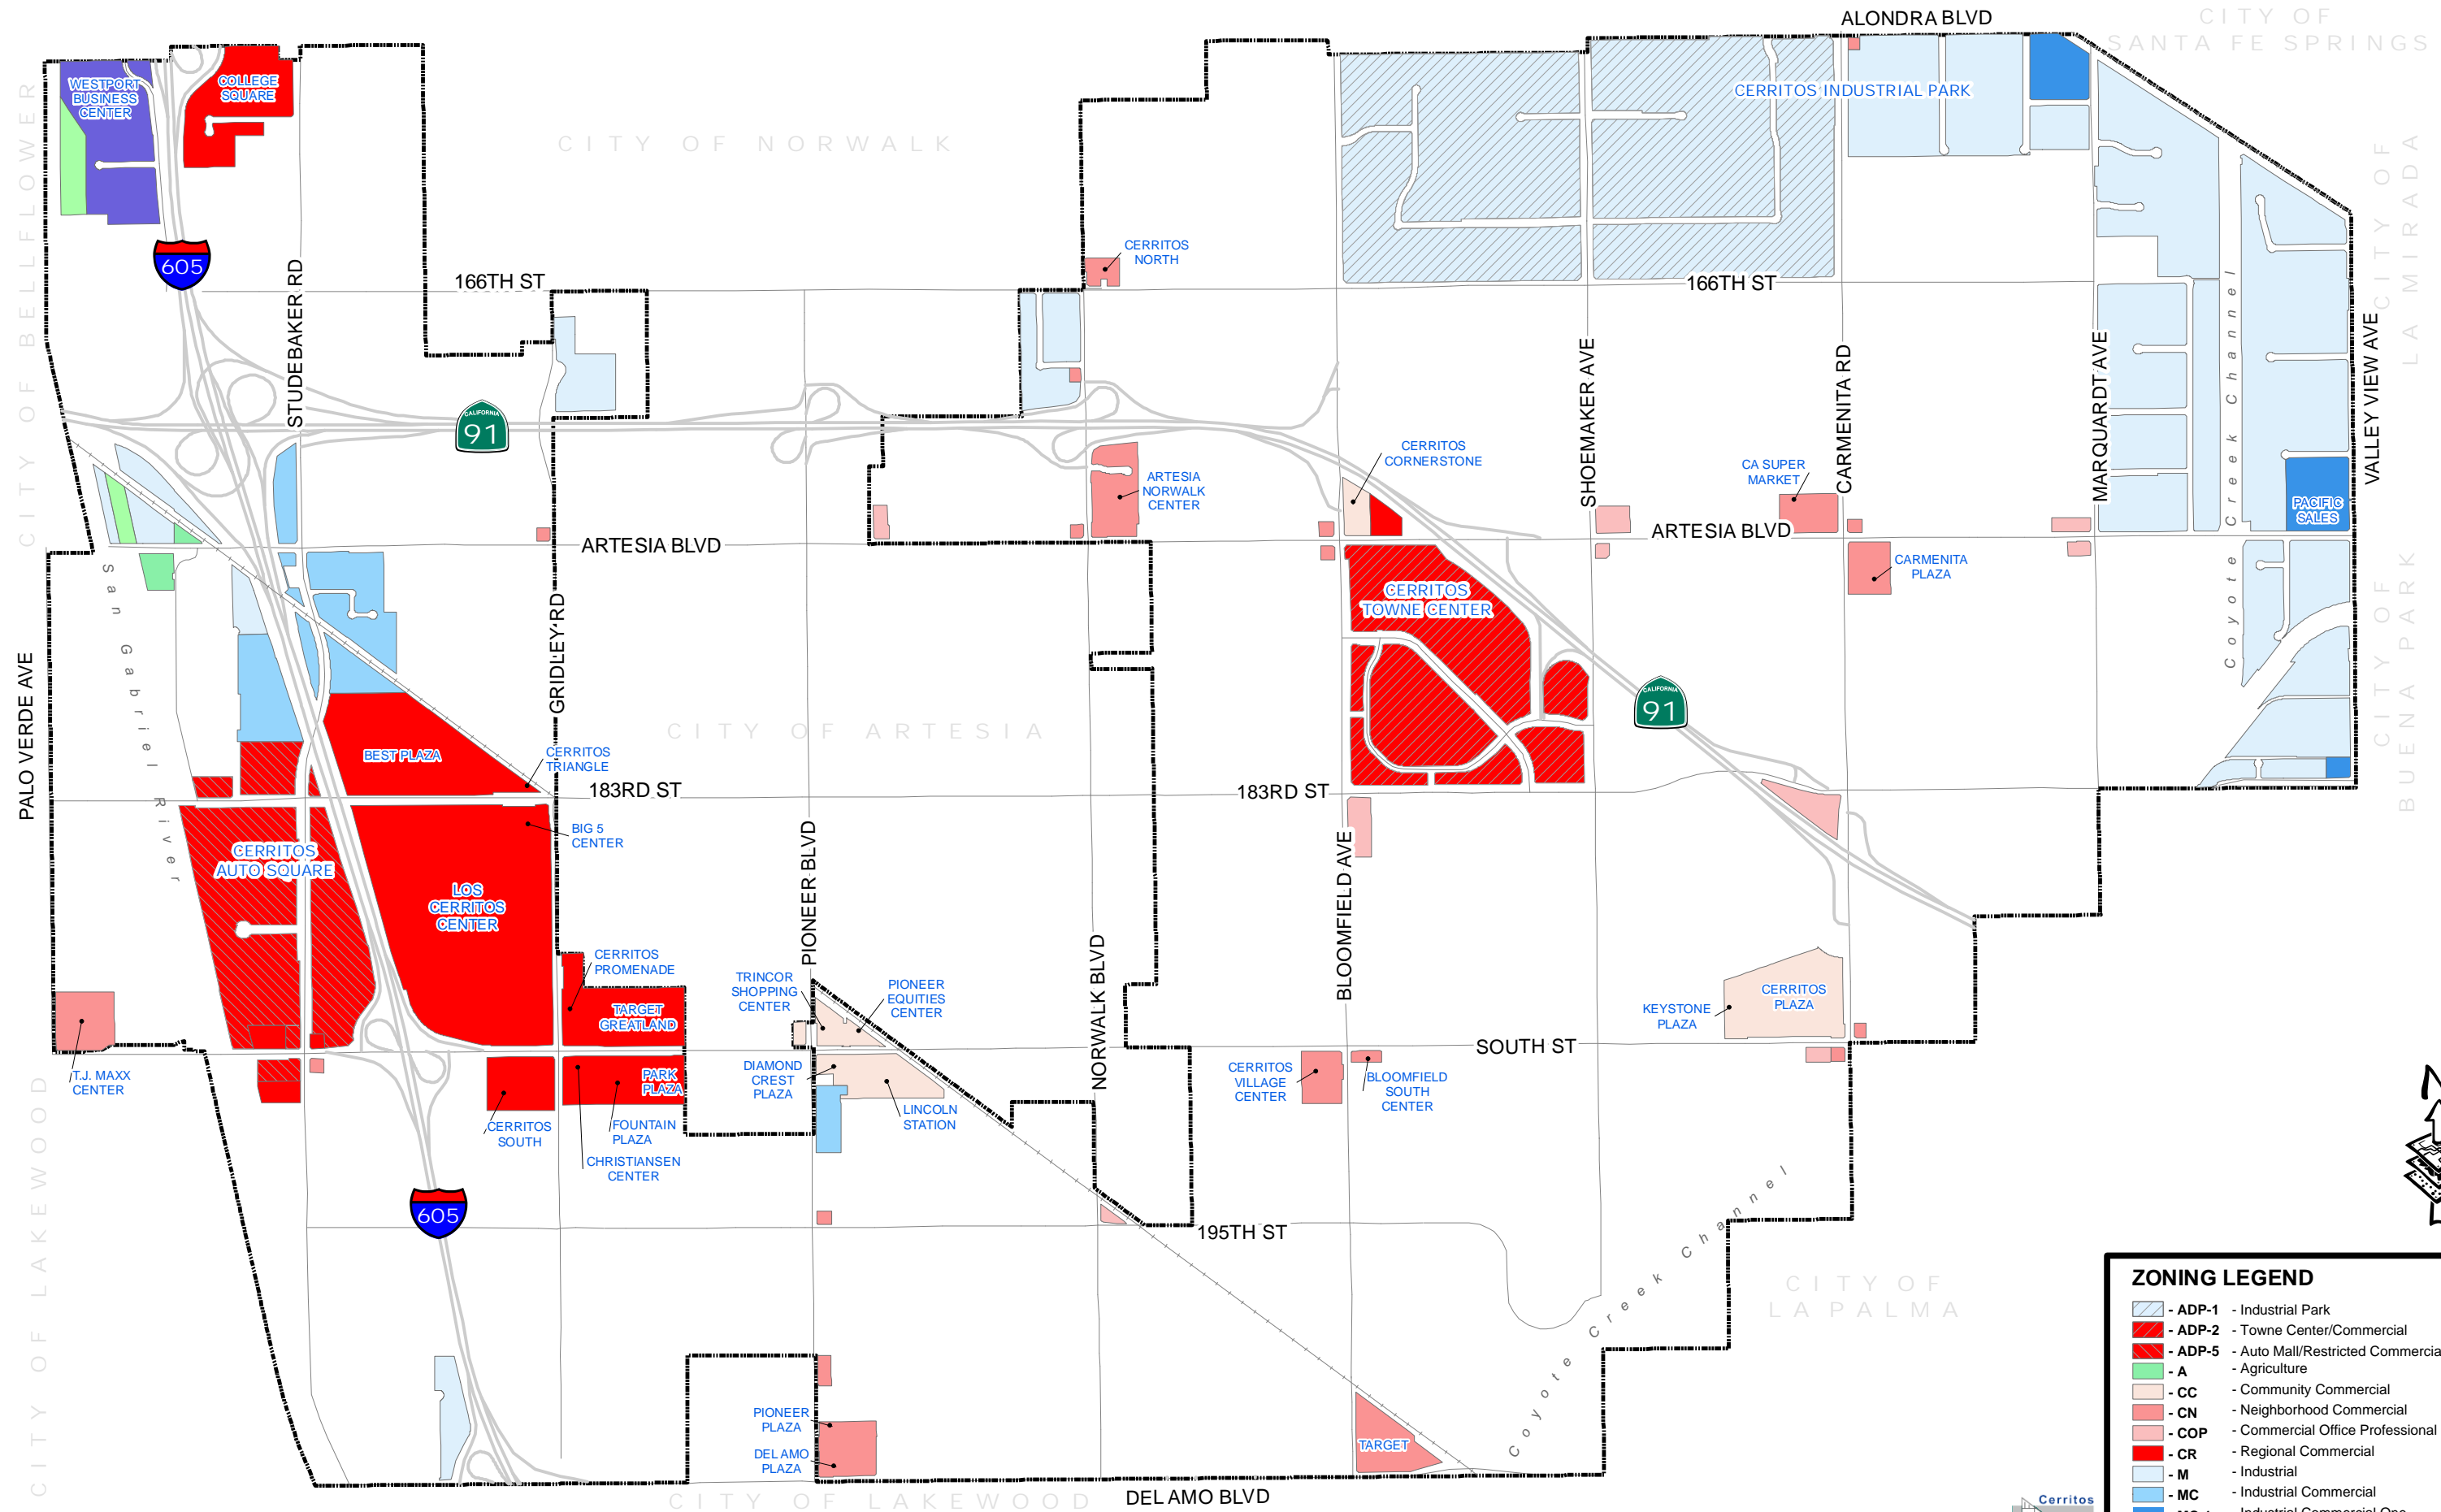 ALONDRA BLVD
CITY OF
SANTA FE SPRINGS
WESTPORT
BUSINESS
CENTER
COLLEGE
SQUARE
CERRITOS INDUSTRIAL PARK
CITY OF NORWALK
CITY OF BELLFLOWER
CITY OF
LA MIRADA
605
STUDEBAKER RD
166TH ST
CERRITOS
NORTH
166TH ST
Coyote Creek Channel
SHOEMAKER AVE
CARMENITA RD
MARQUARDT AVE
VALLEY VIEW AVE
CALIFORNIA
91
CERRITOS
CORNERSTONE
ARTESIA
NORWALK
CENTER
CA SUPER
MARKET
PACIFIC
SALES
ARTESIA BLVD
ARTESIA BLVD
CARMENITA
PLAZA
San Gabriel River
GRIDLEY RD
CERRITOS
TOWNE CENTER
CITY OF
BUENA PARK
PALO VERDE AVE
CITY OF ARTESIA
CALIFORNIA
91
BEST PLAZA
CERRITOS
TRIANGLE
183RD ST
183RD ST
BIG 5
CENTER
CERRITOS
AUTO SQUARE
LOS
CERRITOS
CENTER
PIONEER BLVD
NORWALK BLVD
BLOOMFIELD AVE
CERRITOS
PROMENADE
TARGET
GREATLAND
TRINCOR
SHOPPING
CENTER
PIONEER
EQUITIES
CENTER
KEYSTONE
PLAZA
CERRITOS
PLAZA
SOUTH ST
T.J. MAXX
CENTER
PARK
PLAZA
DIAMOND
CREST
PLAZA
LINCOLN
STATION
CERRITOS
VILLAGE
CENTER
BLOOMFIELD
SOUTH
CENTER
CERRITOS
SOUTH
FOUNTAIN
PLAZA
CHRISTIANSEN
CENTER
CITY OF LAKEWOOD
605
195TH ST
Coyote Creek Channel
CITY OF
LA PALMA
PIONEER
PLAZA
DEL AMO
PLAZA
TARGET
CITY OF LAKEWOOD
DEL AMO BLVD
ZONING LEGEND
- ADP-1 - Industrial Park
- ADP-2 - Towne Center/Commercial
- ADP-5 - Auto Mall/Restricted Commercia
- A - Agriculture
- CC - Community Commercial
- CN - Neighborhood Commercial
- COP - Commercial Office Professional
- CR - Regional Commercial
- M - Industrial
- MC - Industrial Commercial
Cerritos